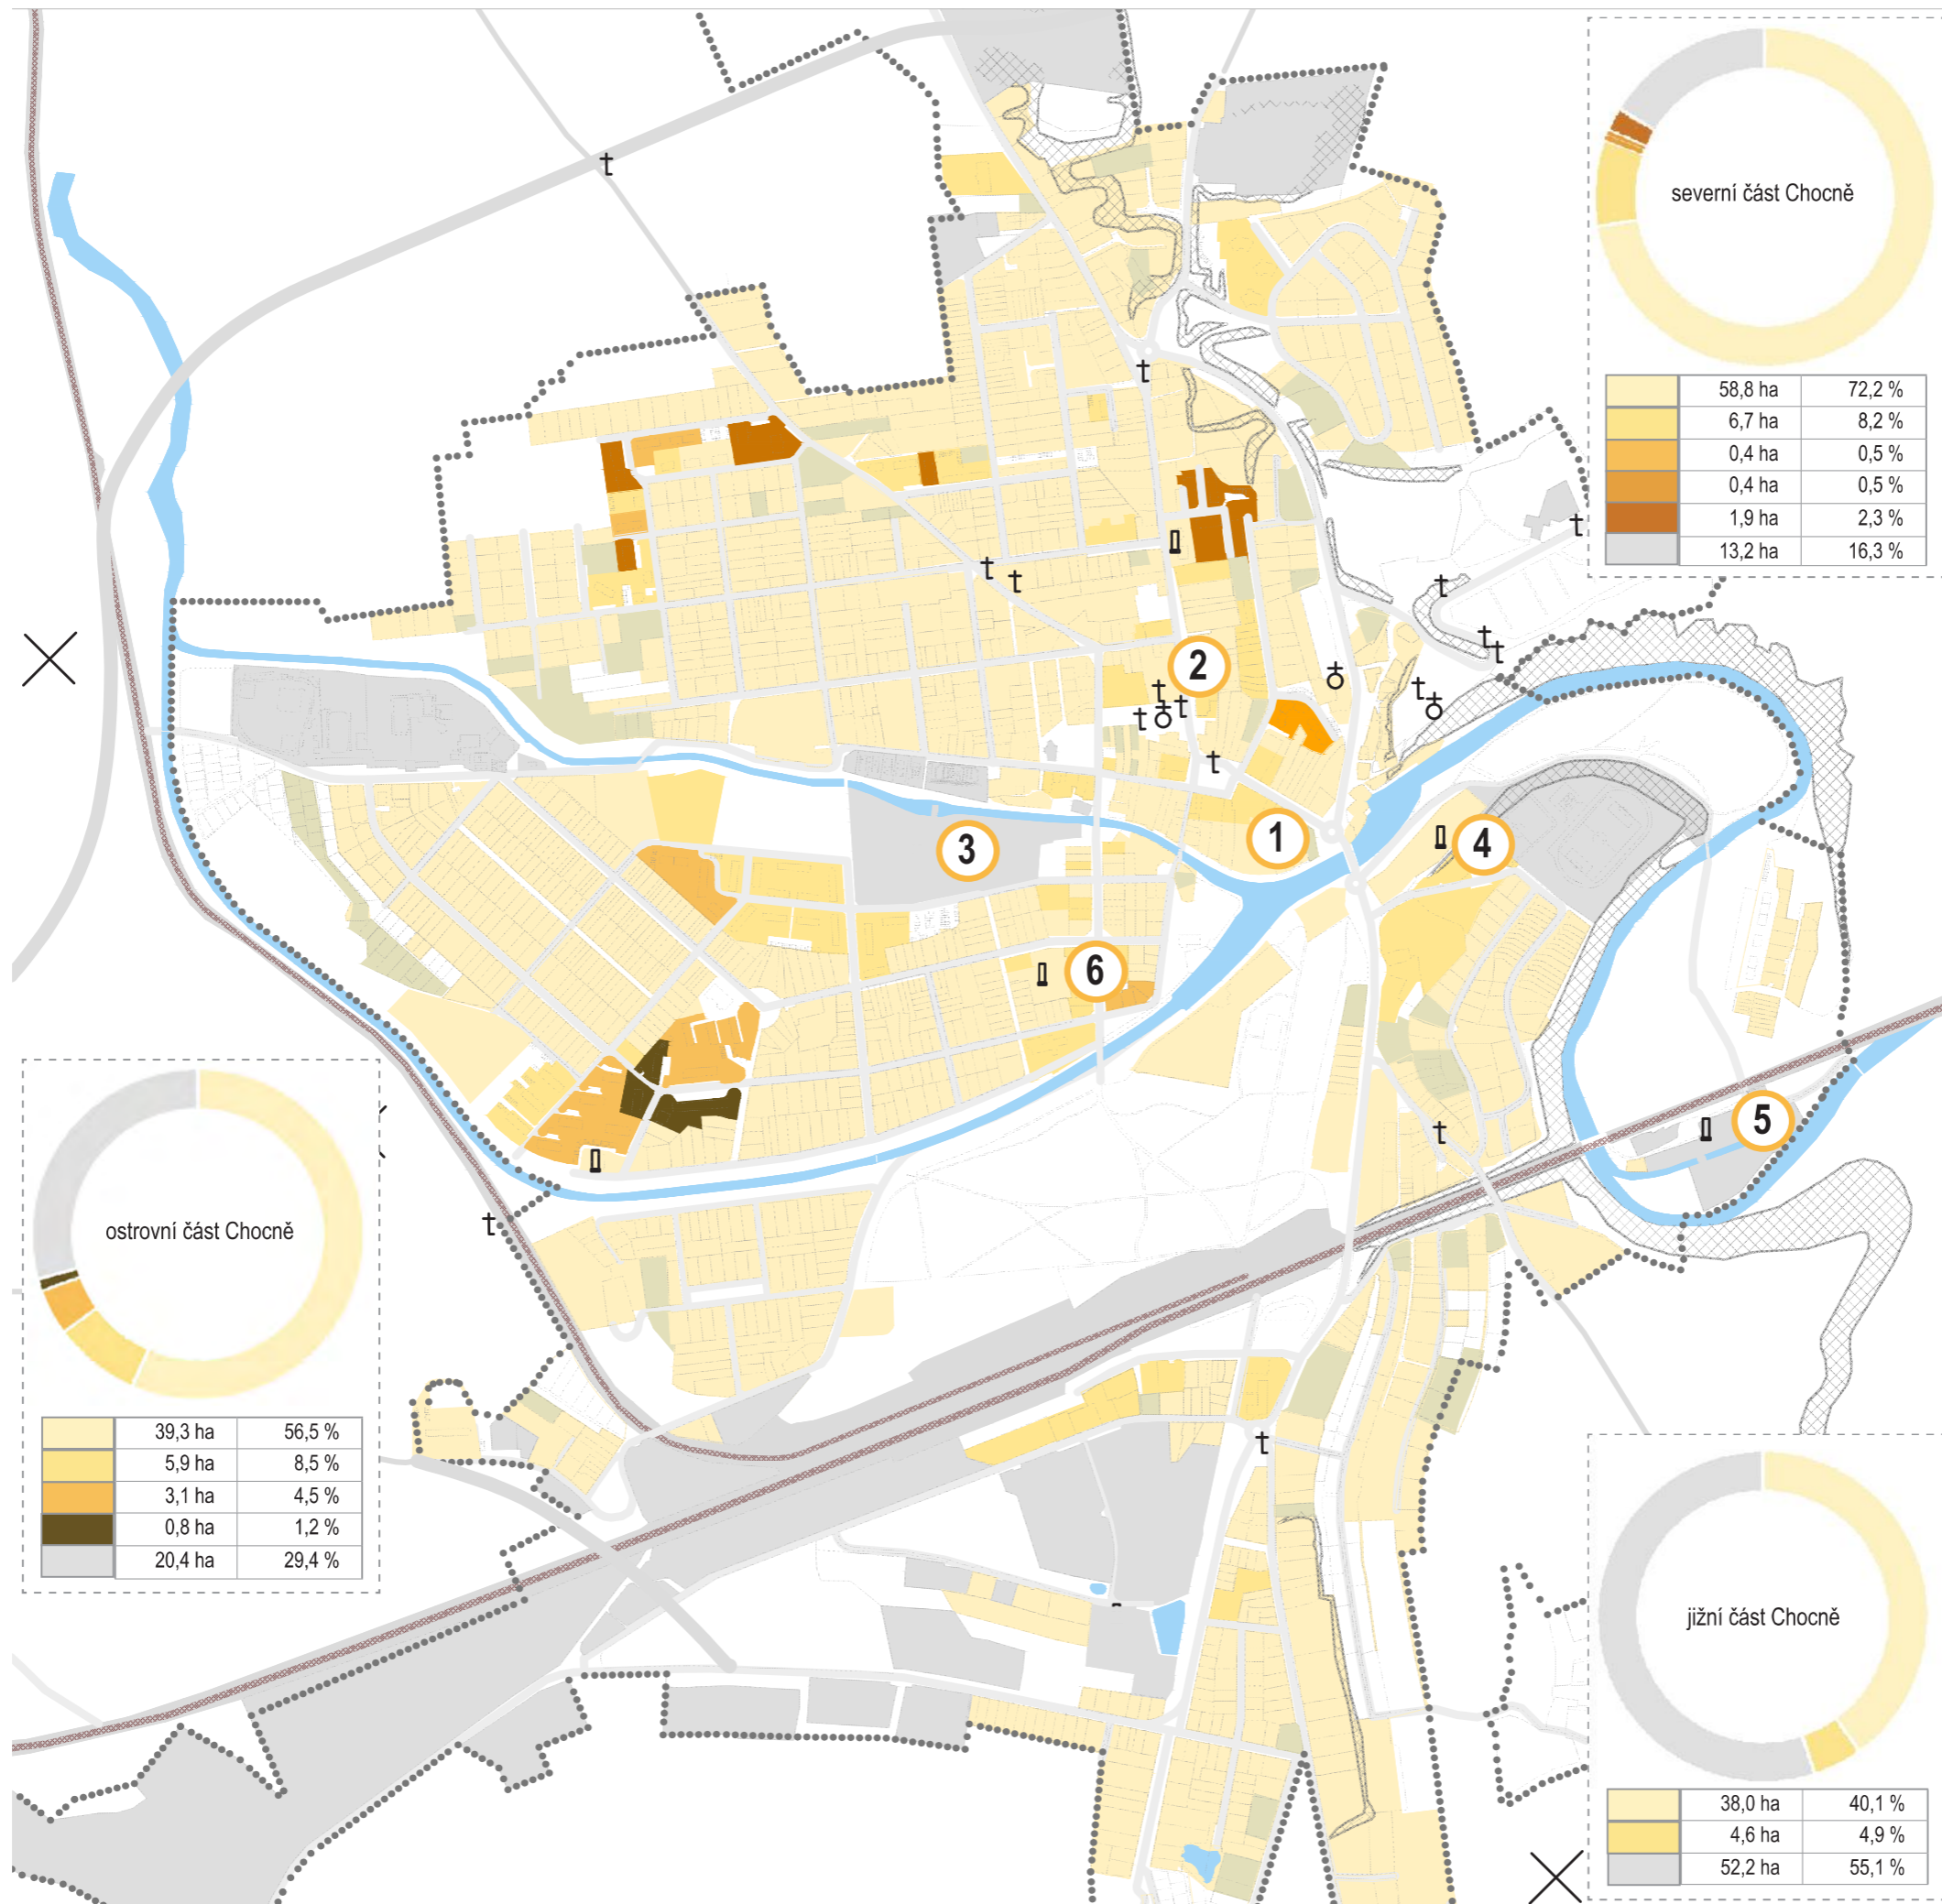 severní část Chocně
58,8 ha 72,2 %
6,7 ha 8,2 %
0,4 ha 0,5 %
0,4 ha 0,5 %
1,9 ha 2,3 %
13,2 ha 16,3 %
2
1
3
4
6
5
ostrovní část Chocně
39,3 ha 56,5 %
5,9 ha 8,5 %
3,1 ha 4,5 %
0,8 ha 1,2 %
20,4 ha 29,4 %
jižní část Chocně
38,0 ha 40,1 %
4,6 ha 4,9 %
52,2 ha 55,1 %